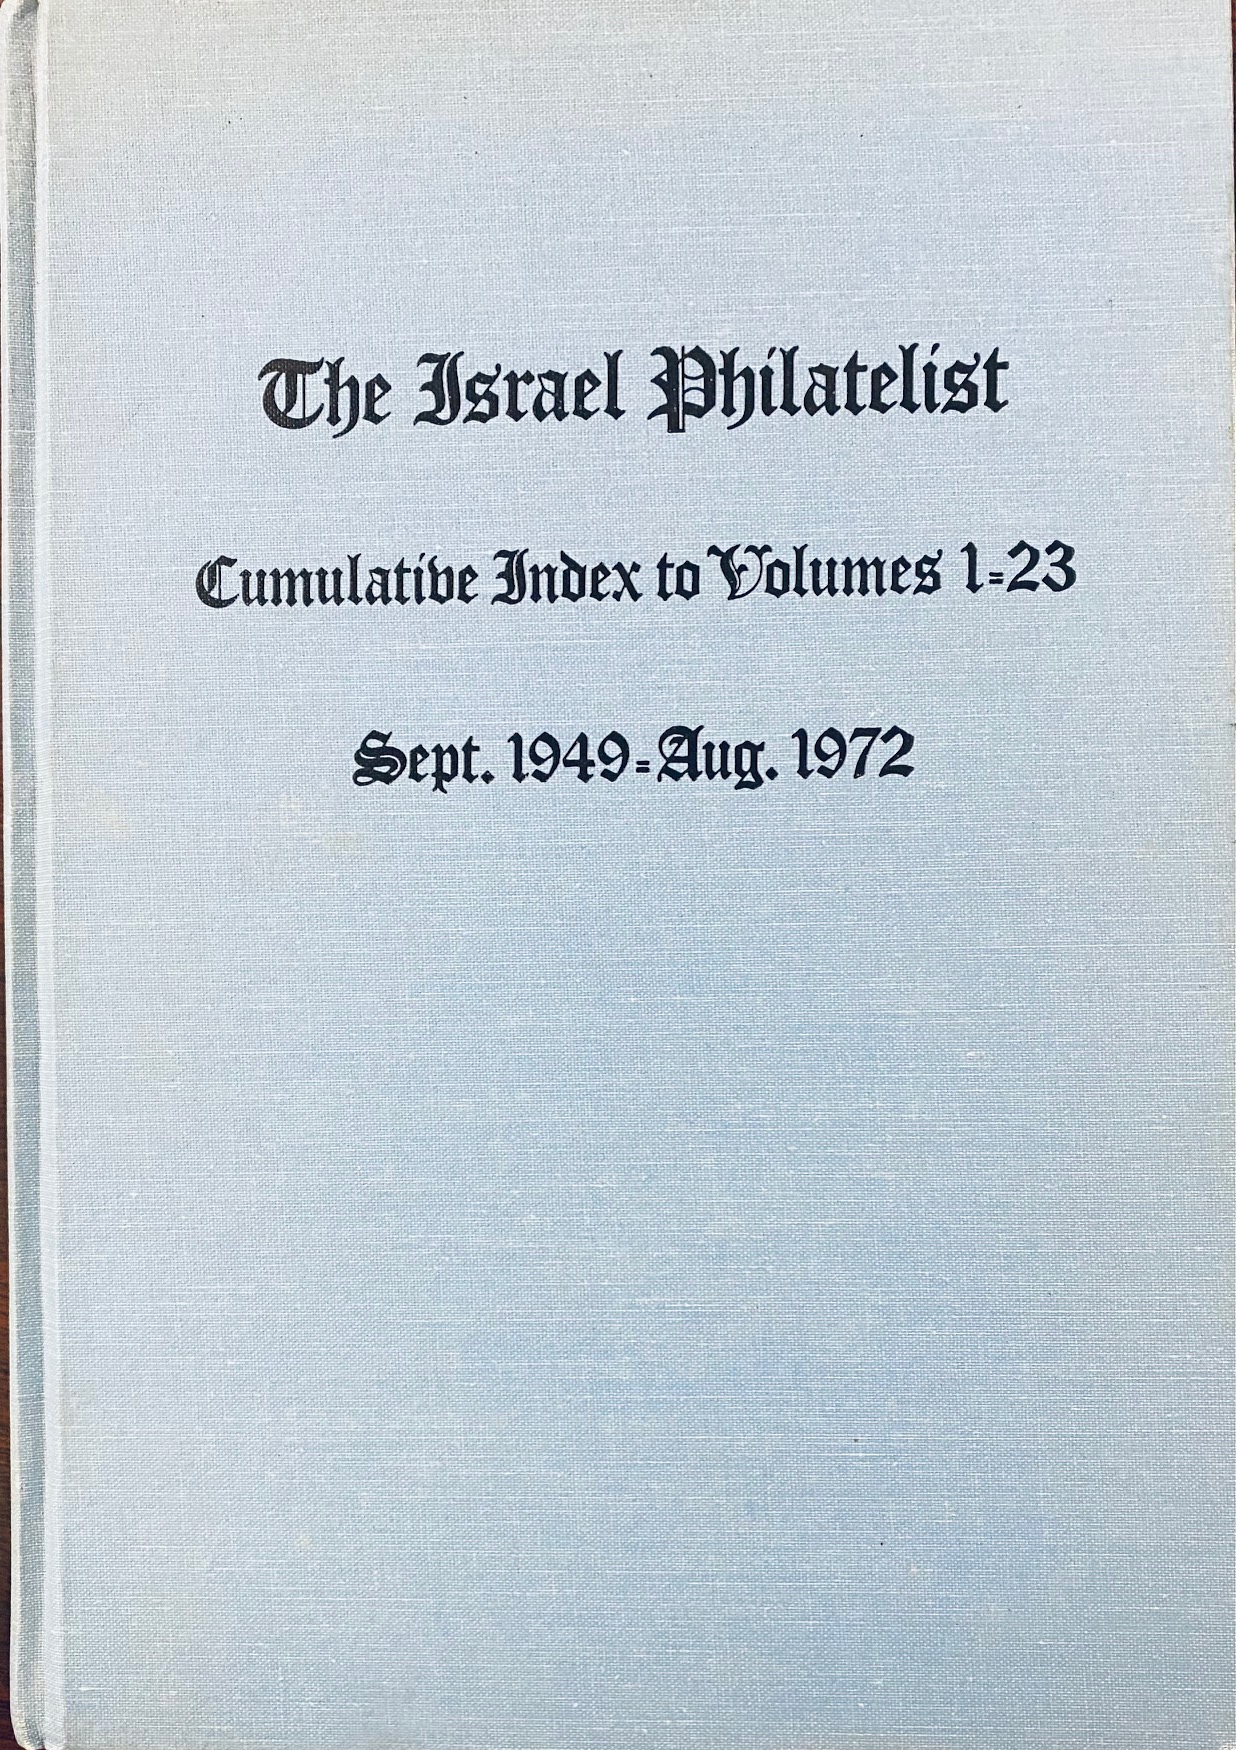 The Israel Philatelist
Cumulative Index to Volumes 1-23
Sept. 1949-Aug. 1972